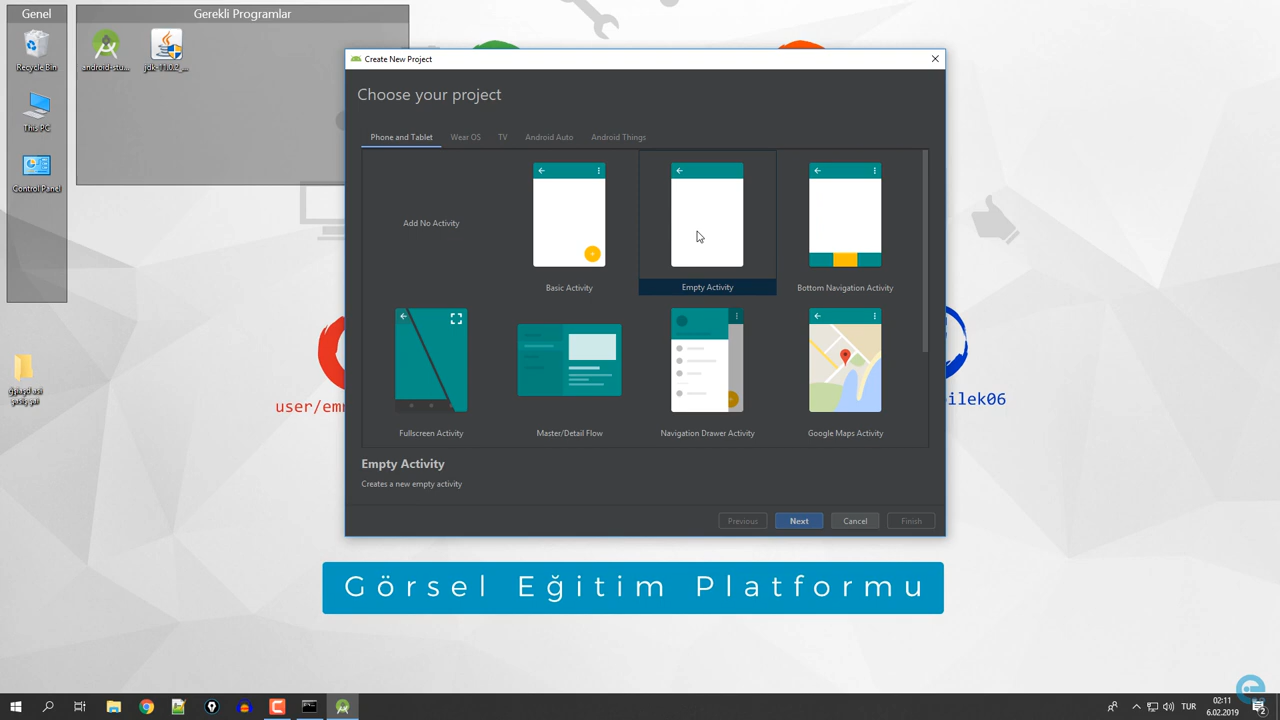 Genel
Gerekli Programlar
Recycle Bin
android-stu...
jdk-11.0.2_...
This PC
Control Panel
user/em
ilek06
Create New Project
Choose your project
Phone and Tablet
Wear OS
TV
Android Auto
Android Things
Add No Activity
Basic Activity
Empty Activity
Bottom Navigation Activity
Fullscreen Activity
Master/Detail Flow
Navigation Drawer Activity
Google Maps Activity
Empty Activity
Creates a new empty activity
Previous
Next
Cancel
Finish
Görsel Eğitim Platformu
TUR
02:11
6.02.2019